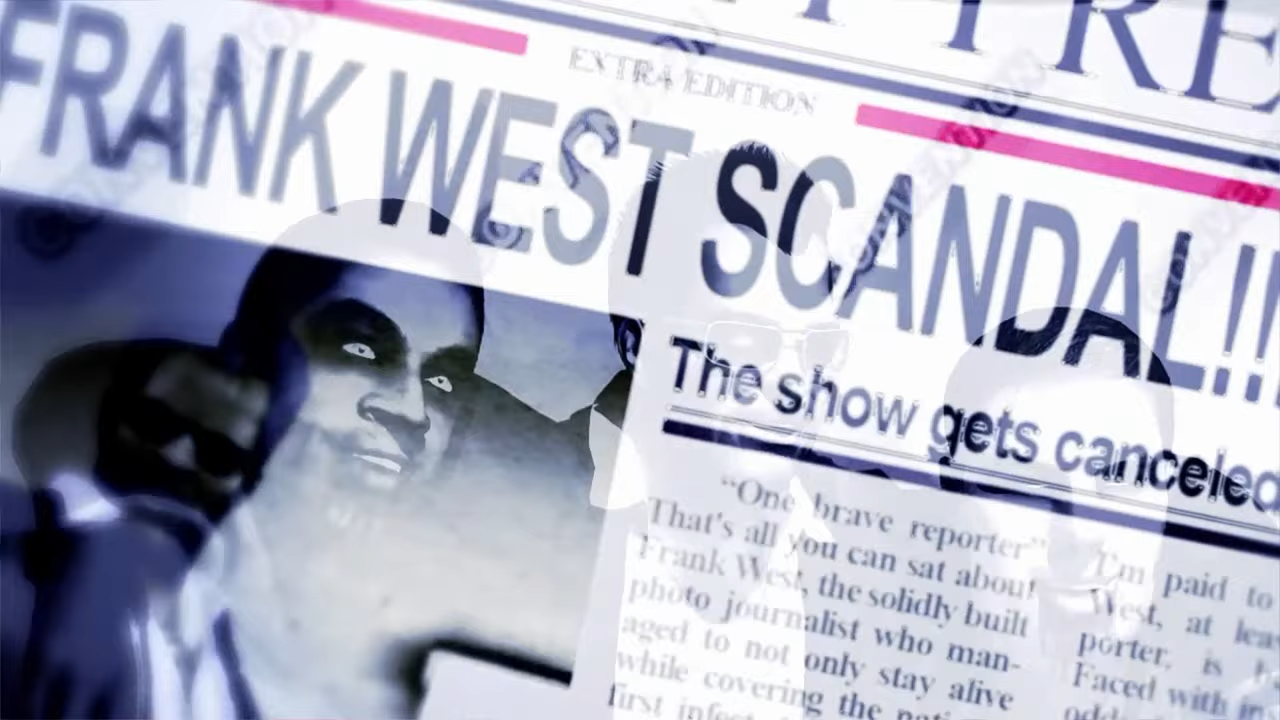 EXTRA EDITION
FRANK WEST SCANDAL!!
The show gets canceled
“One brave reporter”
That's all you can sat about
Frank West, the solidly built
photo journalist who man-
aged to not only stay alive
while covering the
first
I'm paid to
West, at
porter, is
Faced with